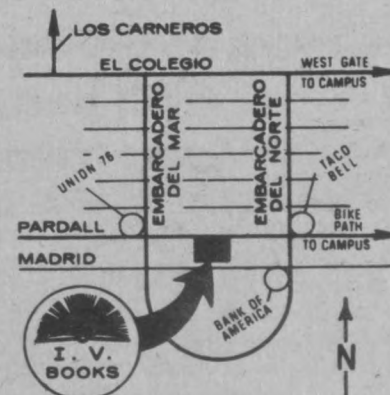 LOS CARNEROS
EL COLEGIO
WEST GATE
TO CAMPUS
EMBARCADERO
DEL MAR
EMBARCADERO
DEL NORTE
UNION 76
TACO
BELL
PARDALL
BIKE
PATH
TO CAMPUS
MADRID
BANK OF
AMERICA
I. V.
BOOKS
N